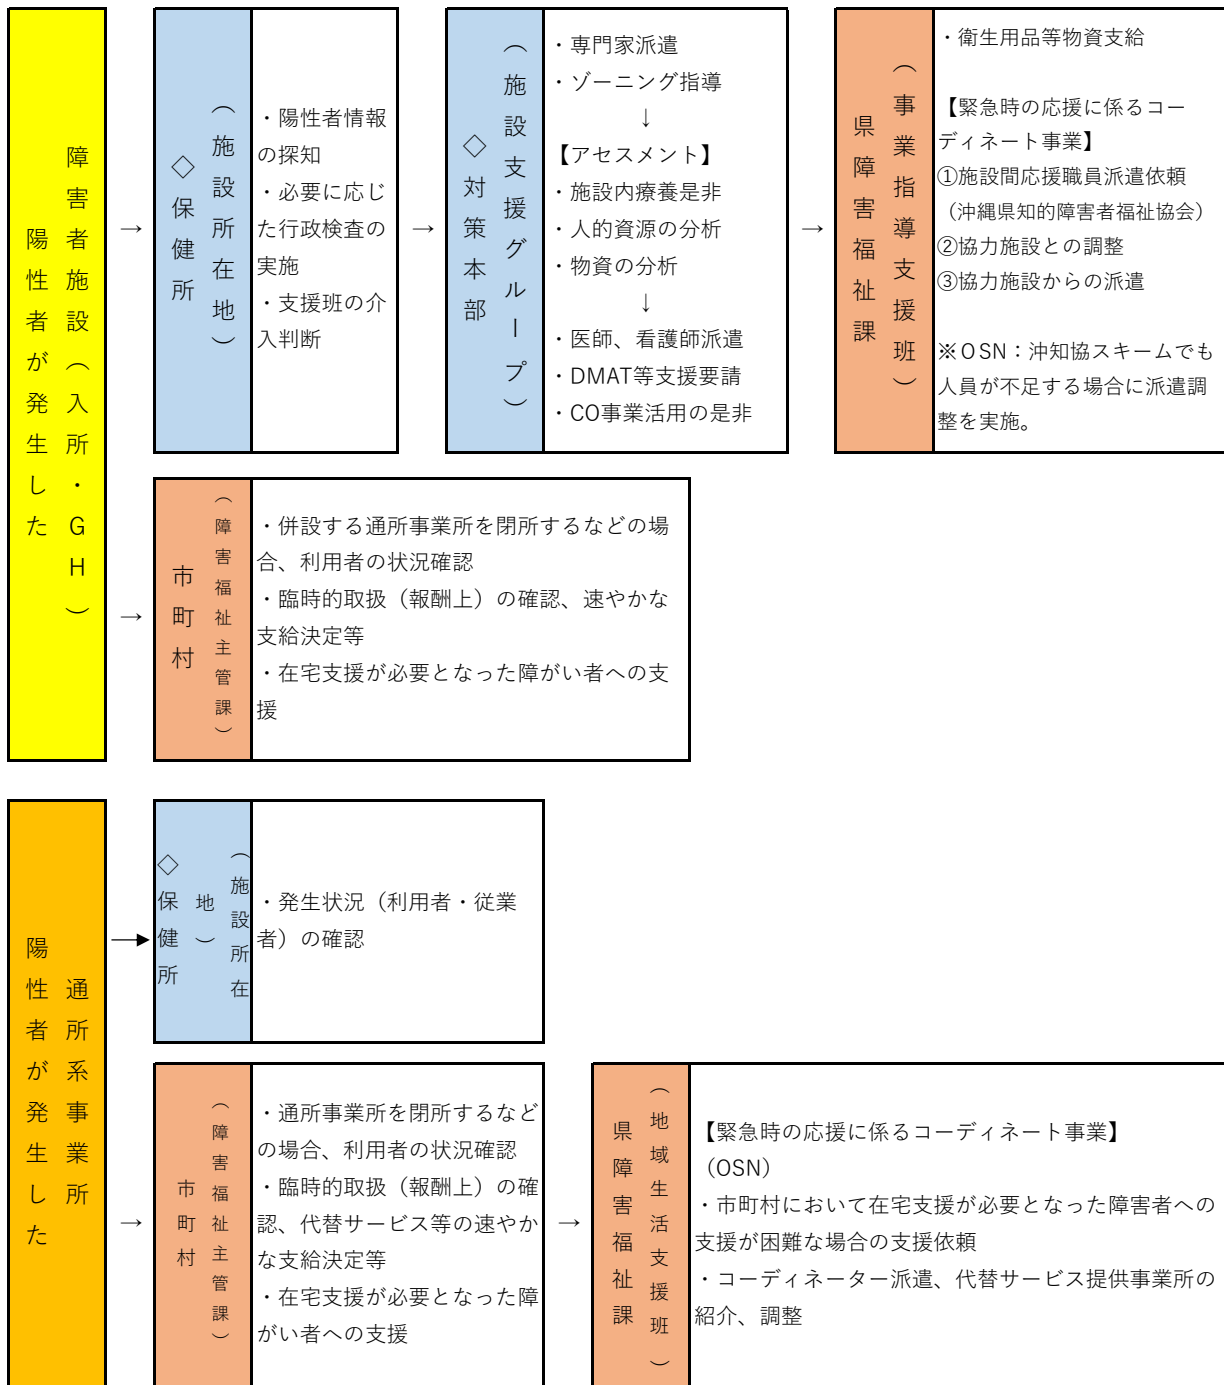 障害者施設（入所・GH）
陽性者が発生した
→
（施設所在地）
◇保健所
・陽性者情報
の探知
・必要に応じ
た行政検査の
実施
・支援班の介
入判断
→
（施設支援グループ）
◇対策本部
・専門家派遣
・ゾーニング指導
↓
【アセスメント】
・施設内療養是非
・人的資源の分析
・物資の分析
↓
・医師、看護師派遣
・DMAT等支援要請
・CO事業活用の是非
→
（事業指導支援班）
県障害福祉課
・衛生用品等物資支給
【緊急時の応援に係るコー
ディネート事業】
①施設間応援職員派遣依頼
（沖縄県知的障害者福祉協会）
②協力施設との調整
③協力施設からの派遣
※OSN：沖知協スキームでも
人員が不足する場合に派遣調
整を実施。
→
（障害福祉主管課）
市町村
・併設する通所事業所を閉所するなどの場
合、利用者の状況確認
・臨時的取扱（報酬上）の確認、速やかな
支給決定等
・在宅支援が必要となった障がい者への支
援
通所系事業所
陽性者が発生した
→
（施設所在
地）
◇保健所
・発生状況（利用者・従業
者）の確認
→
（障害福祉主管課）
市町村
・通所事業所を閉所するなど
の場合、利用者の状況確認
・臨時的取扱（報酬上）の確
認、代替サービス等の速やか
な支給決定等
・在宅支援が必要となった障
がい者への支援
→
（地域生活支援班）
県障害福祉課
【緊急時の応援に係るコーディネート事業】
（OSN）
・市町村において在宅支援が必要となった障害者への
支援が困難な場合の支援依頼
・コーディネーター派遣、代替サービス提供事業所の
紹介、調整